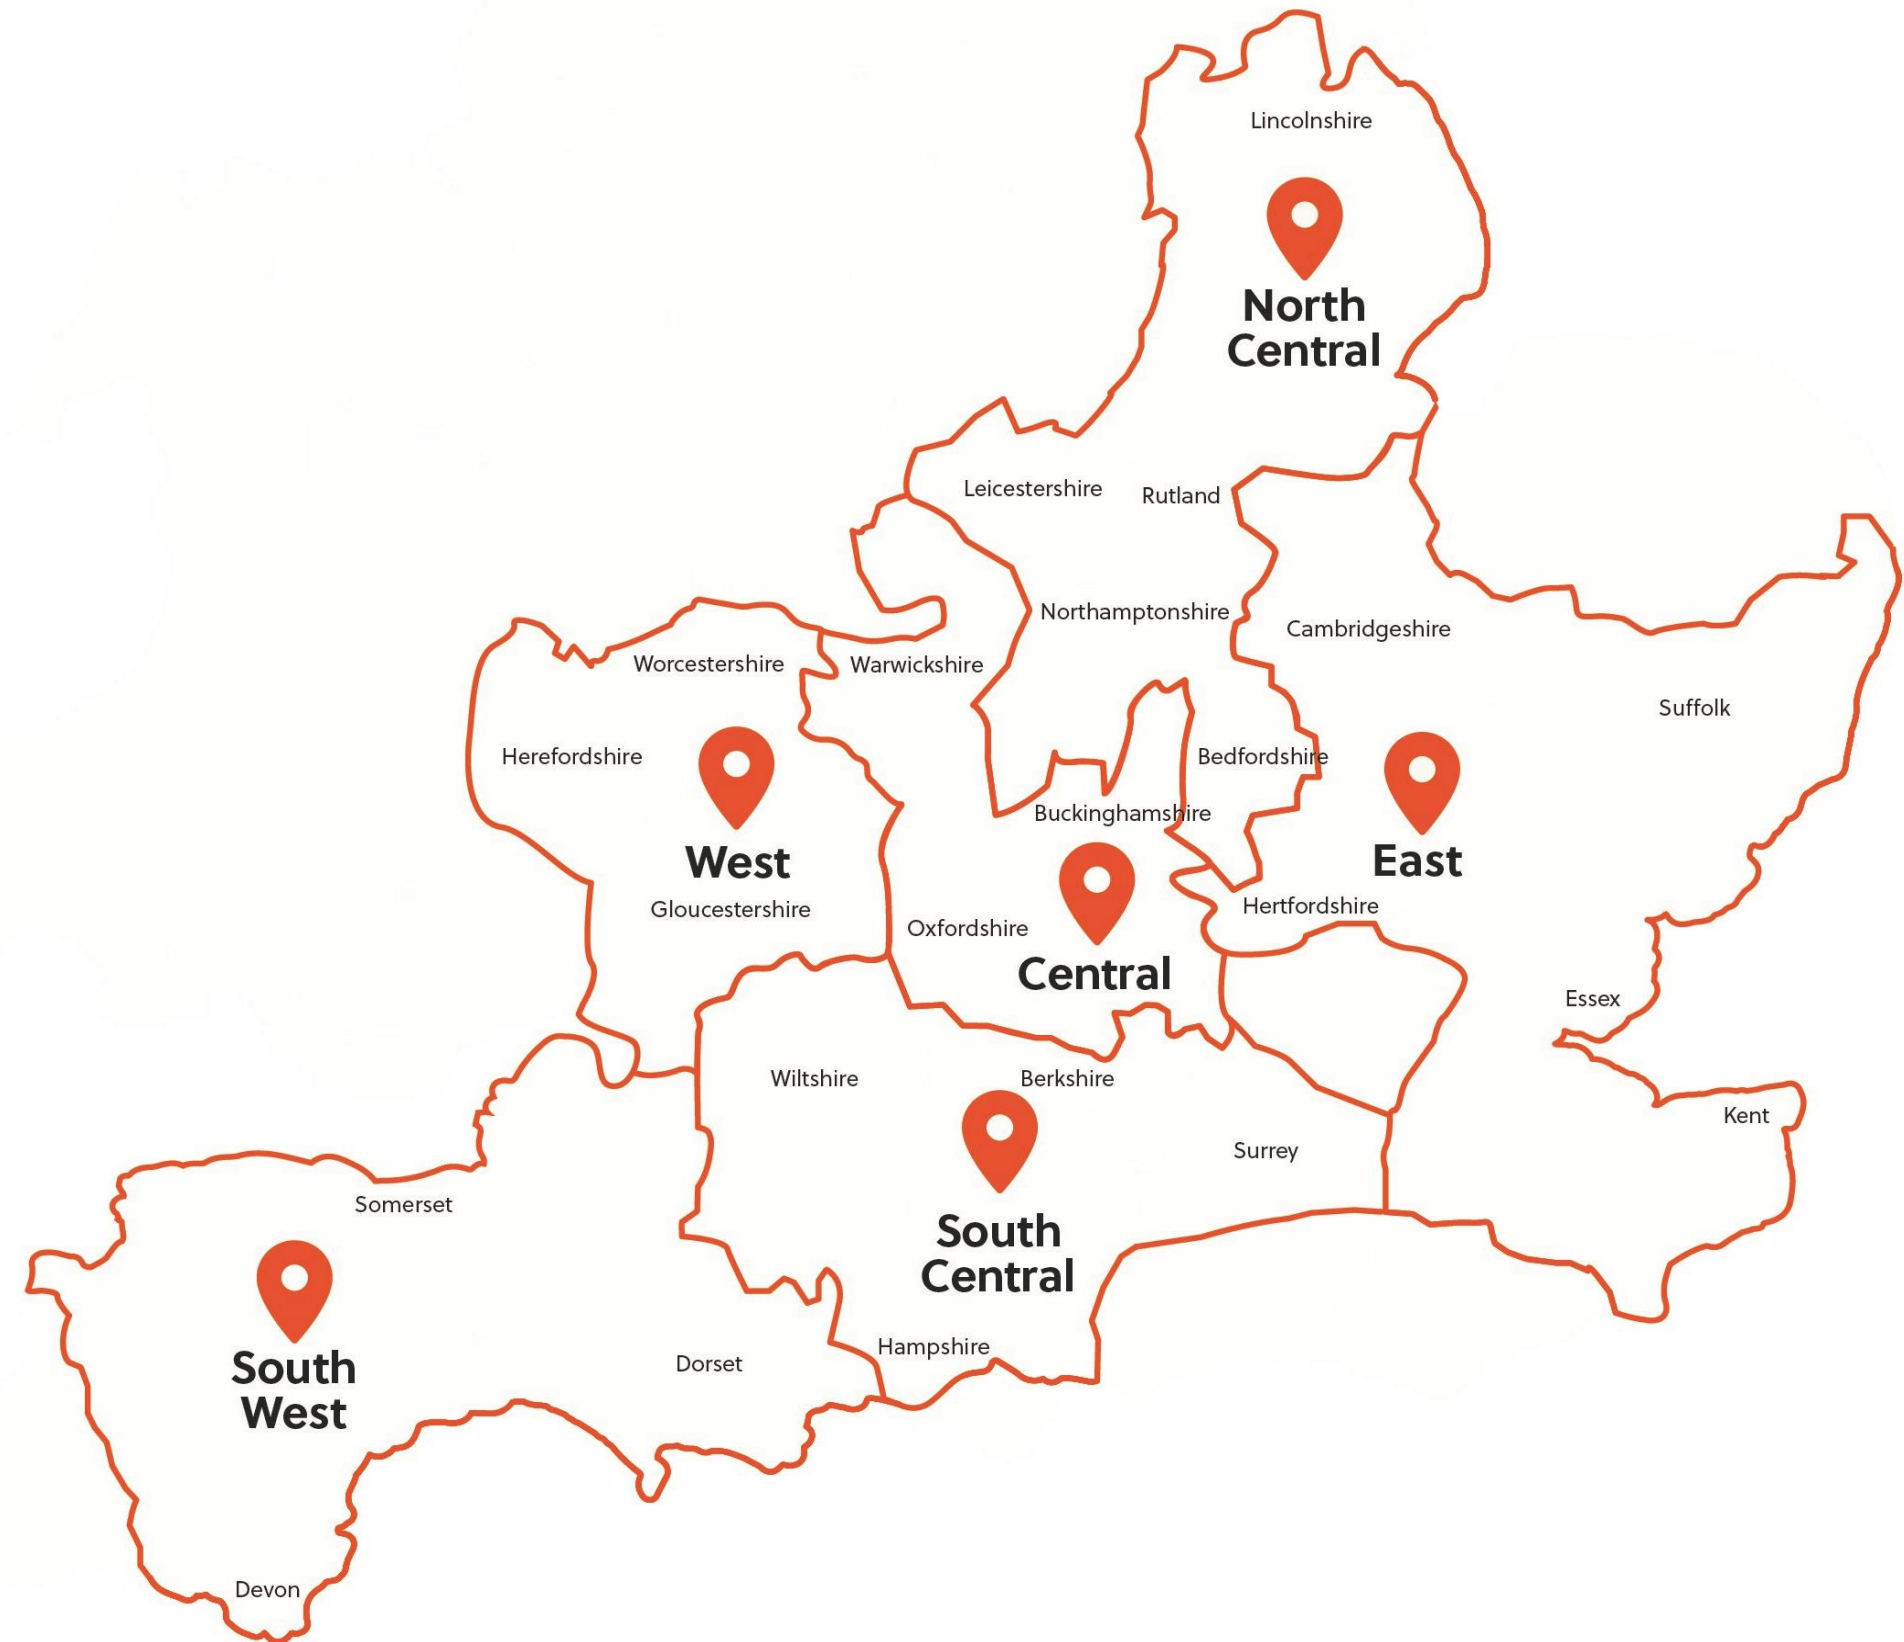 Lincolnshire
North
Central
Leicestershire
Rutland
Northamptonshire
Cambridgeshire
Worcestershire
Warwickshire
Suffolk
Herefordshire
Bedfordshire
Buckinghamshire
West
East
Gloucestershire
Hertfordshire
Oxfordshire
Central
Essex
Wiltshire
Berkshire
Kent
Surrey
Somerset
South
Central
Hampshire
Dorset
South
West
Devon